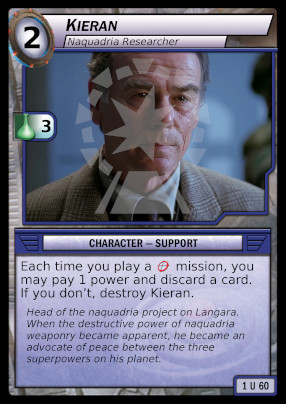 2
KIERAN
Naquadria Researcher
3
CHARACTER – SUPPORT
Each time you play a mission, you
may pay 1 power and discard a card.
If you don't, destroy Kieran.
Head of the naquadria project on Langara.
When the destructive power of naquadria
weaponry became apparent, he became an
advocate of peace between the three
superpowers on his planet.
1 U 60